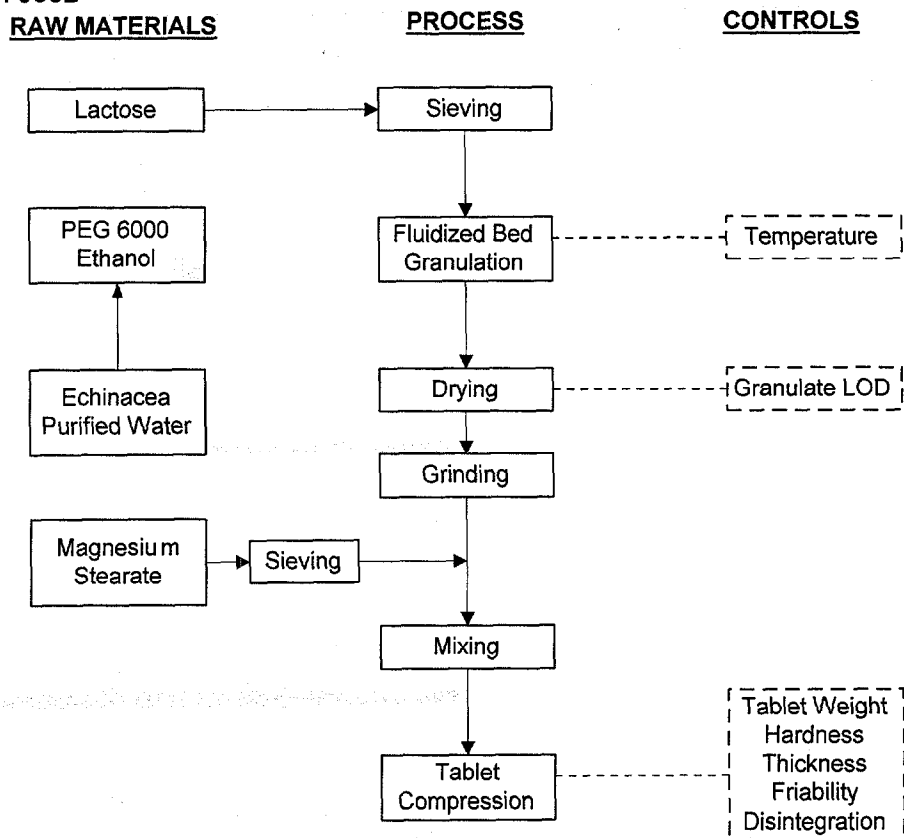 RAW MATERIALS
PROCESS
CONTROLS
Lactose
Sieving
PEG 6000
Ethanol
Fluidized Bed
Granulation
Temperature
Echinacea
Purified Water
Drying
Granulate LOD
Grinding
Magnesium
Stearate
Sieving
Mixing
Tablet
Compression
Tablet Weight
Hardness
Thickness
Friability
Disintegration